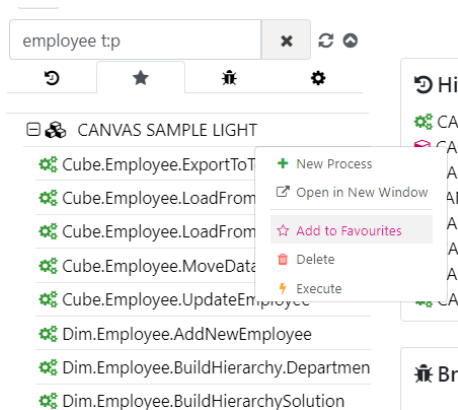 employee t:p
Hi
CANVAS SAMPLE LIGHT
CA
Cube.Employee.ExportToT
New Process
Cube.Employee.LoadFrom
Open in New Window
Cube.Employee.LoadFrom
Add to Favourites
Cube.Employee.MoveData
Delete
Cube.Employee.UpdateEmployee
Execute
CA
Dim.Employee.AddNewEmployee
Dim.Employee.BuildHierarchy.Departmen
Br
Dim.Employee.BuildHierarchySolution